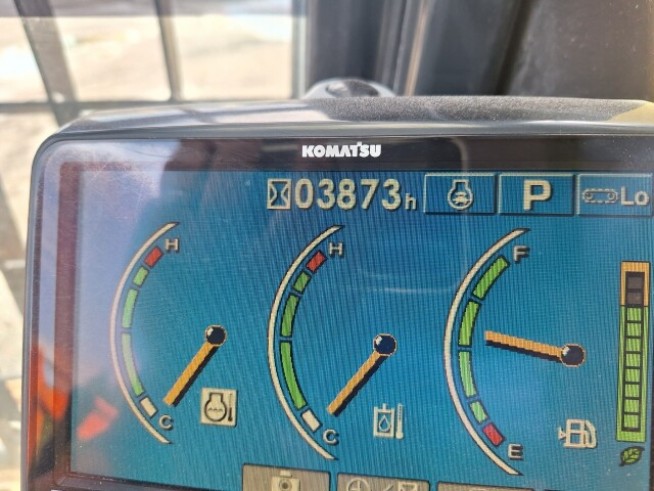 KOMATSU
03873h P Lo
H H F
C C E